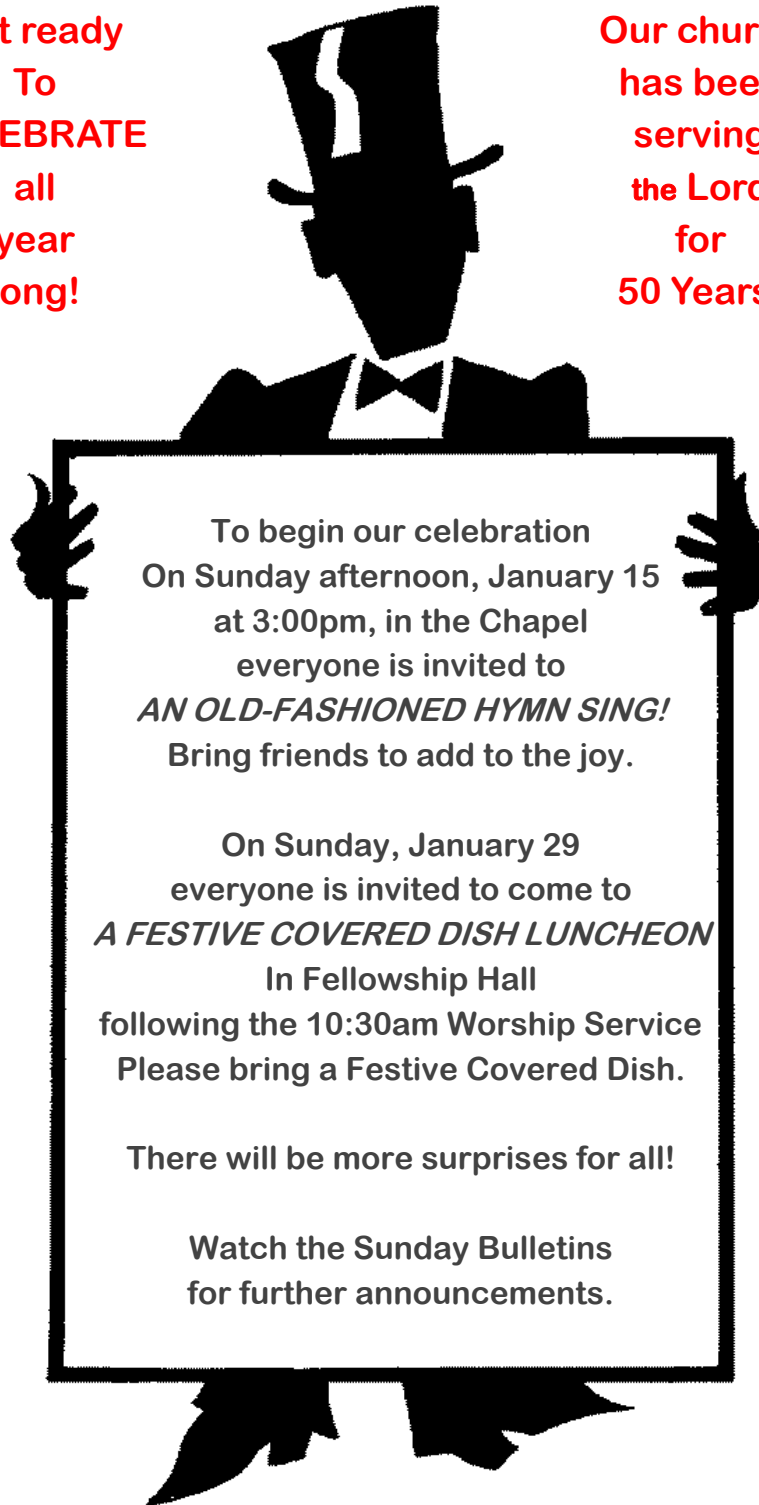 t ready
To
EBRATE
all
year
ong!
Our chur
has bee
serving
the Lord
for
50 Years
To begin our celebration
On Sunday afternoon, January 15
at 3:00pm, in the Chapel
everyone is invited to
AN OLD-FASHIONED HYMN SING!
Bring friends to add to the joy.
On Sunday, January 29
everyone is invited to come to
A FESTIVE COVERED DISH LUNCHEON
In Fellowship Hall
following the 10:30am Worship Service
Please bring a Festive Covered Dish.
There will be more surprises for all!
Watch the Sunday Bulletins
for further announcements.